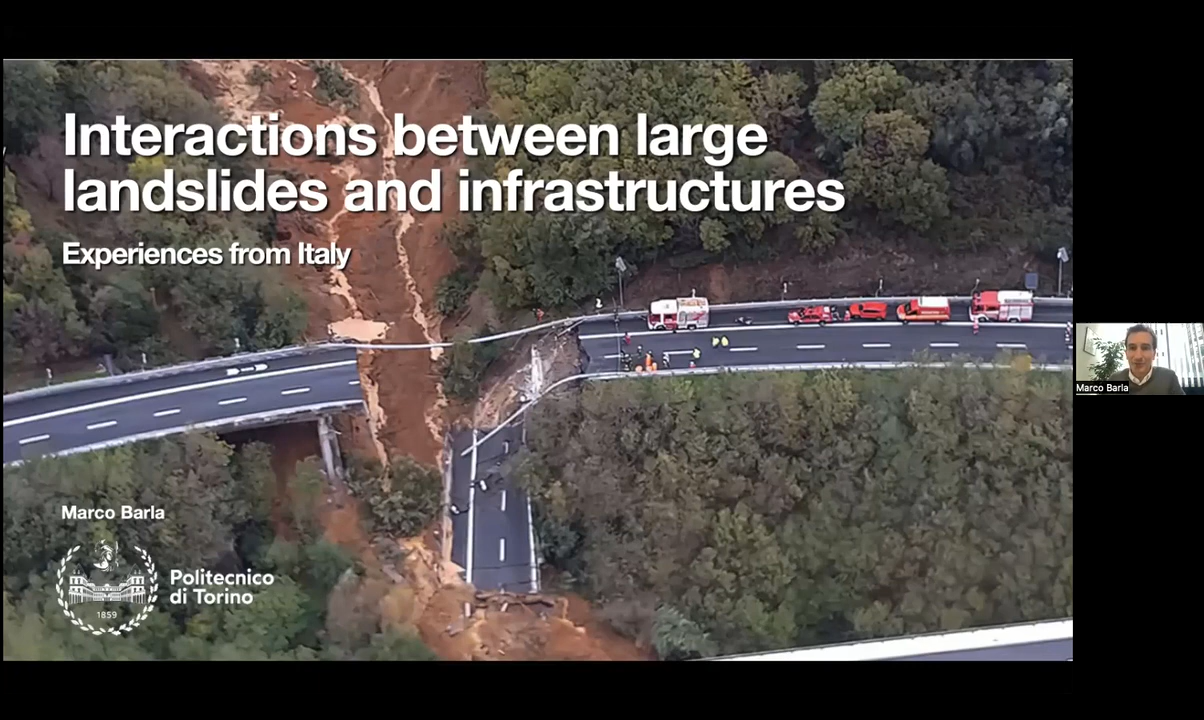 Interactions between large
landslides and infrastructures
Experiences from Italy
Marco Barla
Politecnico
di Torino
1859
Marco Barla